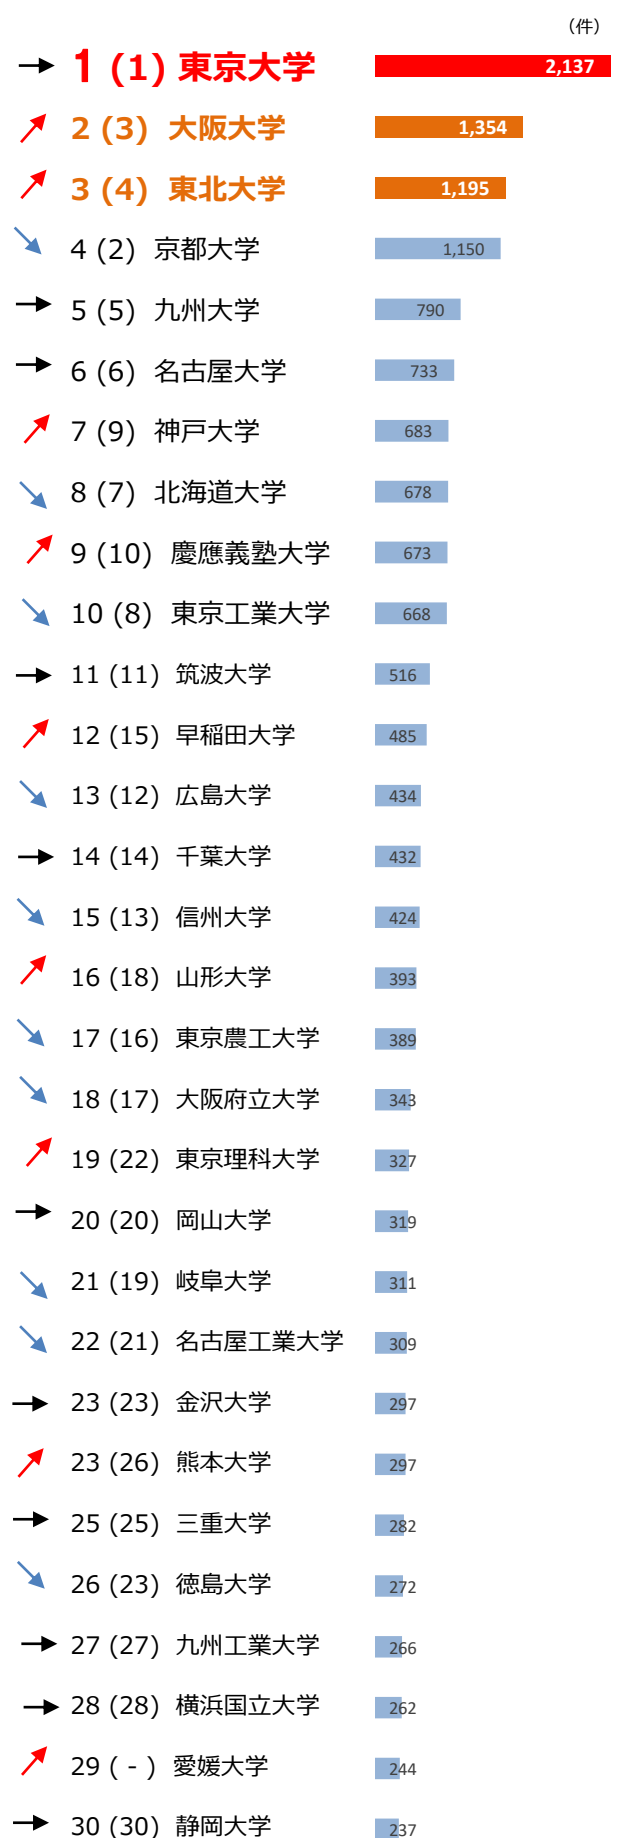 （件）
1 (1) 東京大学 2,137
2 (3) 大阪大学 1,354
3 (4) 東北大学 1,195
4 (2) 京都大学 1,150
5 (5) 九州大学 790
6 (6) 名古屋大学 733
7 (9) 神戸大学 683
8 (7) 北海道大学 678
9 (10) 慶應義塾大学 673
10 (8) 東京工業大学 668
11 (11) 筑波大学 516
12 (15) 早稲田大学 485
13 (12) 広島大学 434
14 (14) 千葉大学 432
15 (13) 信州大学 424
16 (18) 山形大学 393
17 (16) 東京農工大学 389
18 (17) 大阪府立大学 343
19 (22) 東京理科大学 327
20 (20) 岡山大学 319
21 (19) 岐阜大学 311
22 (21) 名古屋工業大学 309
23 (23) 金沢大学 297
23 (26) 熊本大学 297
25 (25) 三重大学 282
26 (23) 徳島大学 272
27 (27) 九州工業大学 266
28 (28) 横浜国立大学 262
29 ( - ) 愛媛大学 244
30 (30) 静岡大学 237